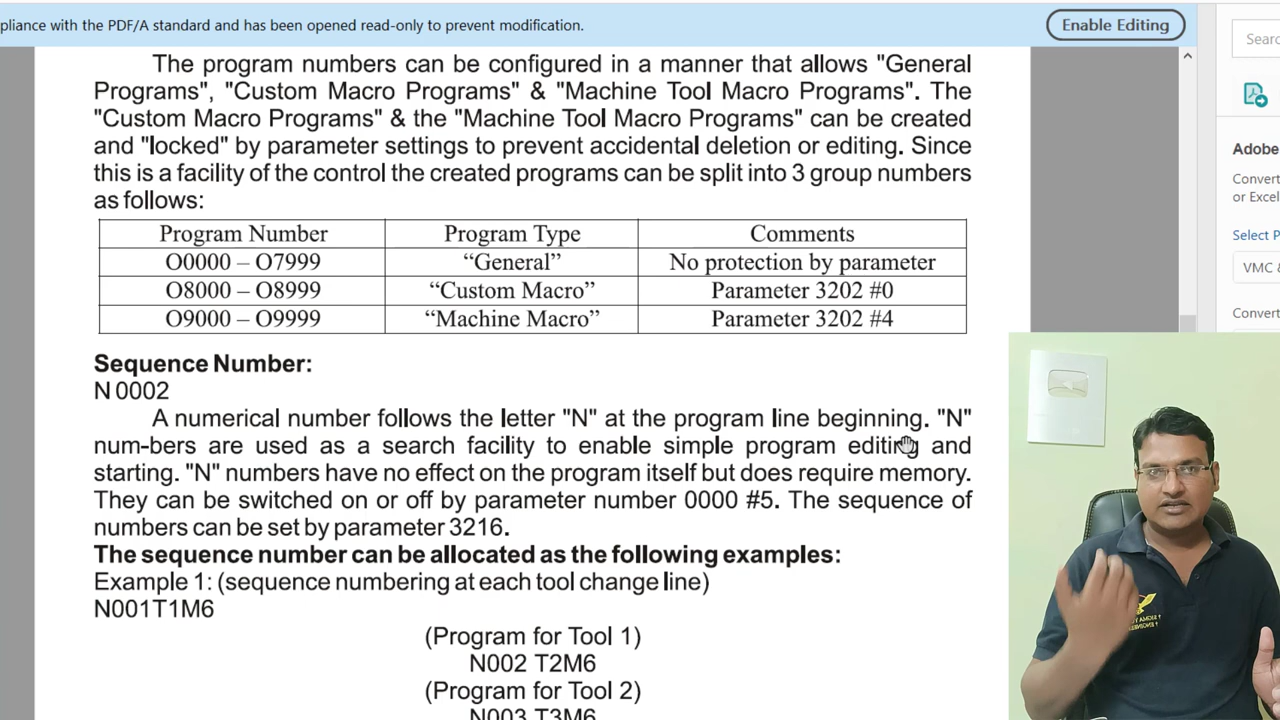 pliance with the PDF/A standard and has been opened read-only to prevent modification.
Enable Editing
The program numbers can be configured in a manner that allows "General
Programs", "Custom Macro Programs" & "Machine Tool Macro Programs". The
"Custom Macro Programs" & the "Machine Tool Macro Programs" can be created
and "locked" by parameter settings to prevent accidental deletion or editing. Since
this is a facility of the control the created programs can be split into 3 group numbers
as follows:
Program Number Program Type Comments
O0000 – O7999 “General” No protection by parameter
O8000 – O8999 “Custom Macro” Parameter 3202 #0
O9000 – O9999 “Machine Macro” Parameter 3202 #4
Sequence Number:
N 0002
A numerical number follows the letter "N" at the program line beginning. "N"
num-bers are used as a search facility to enable simple program editing and
starting. "N" numbers have no effect on the program itself but does require memory.
They can be switched on or off by parameter number 0000 #5. The sequence of
numbers can be set by parameter 3216.
The sequence number can be allocated as the following examples:
Example 1: (sequence numbering at each tool change line)
N001T1M6
(Program for Tool 1)
N002 T2M6
(Program for Tool 2)
N003 T3M6
Searc
Adobe
Convert
or Excel
Select P
VMC &
Convert